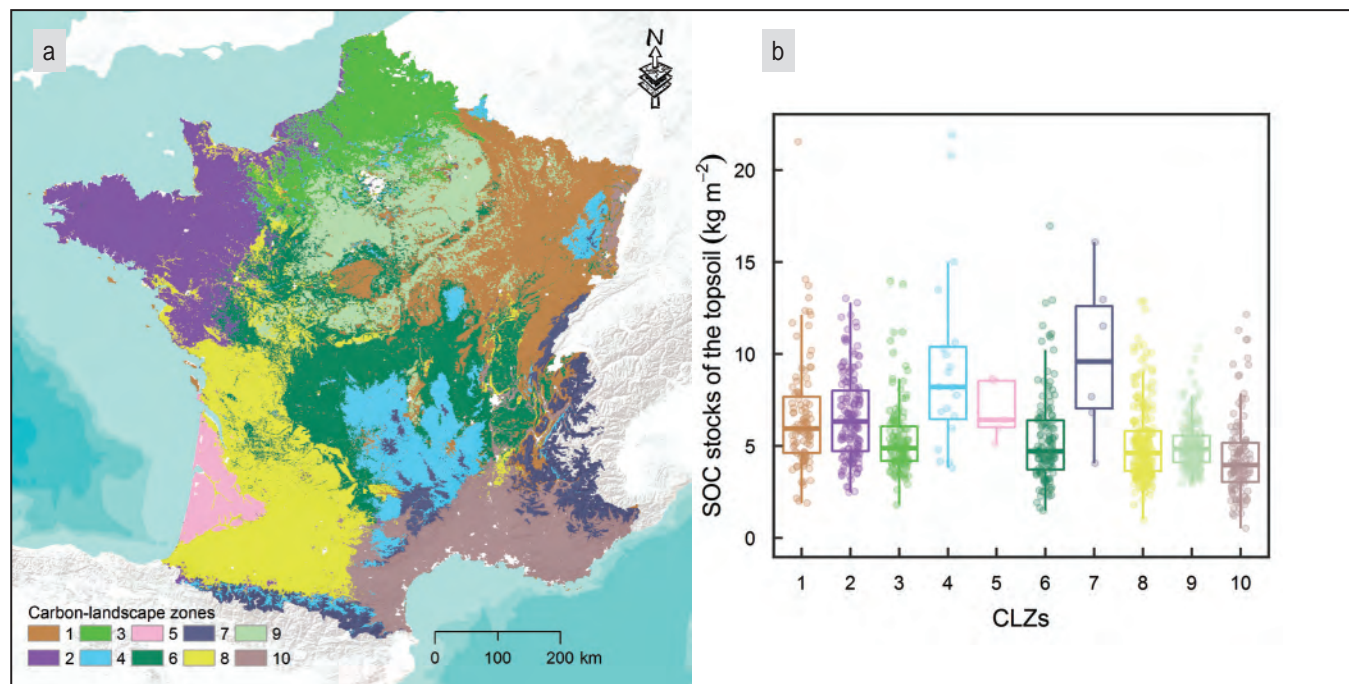 a
N
Carbon-landscape zones
1 3 5 7 9
2 4 6 8 10
0 100 200 km
b
SOC stocks of the topsoil (kg m⁻²)
20
15
10
5
0
1 2 3 4 5 6 7 8 9 10
CLZs